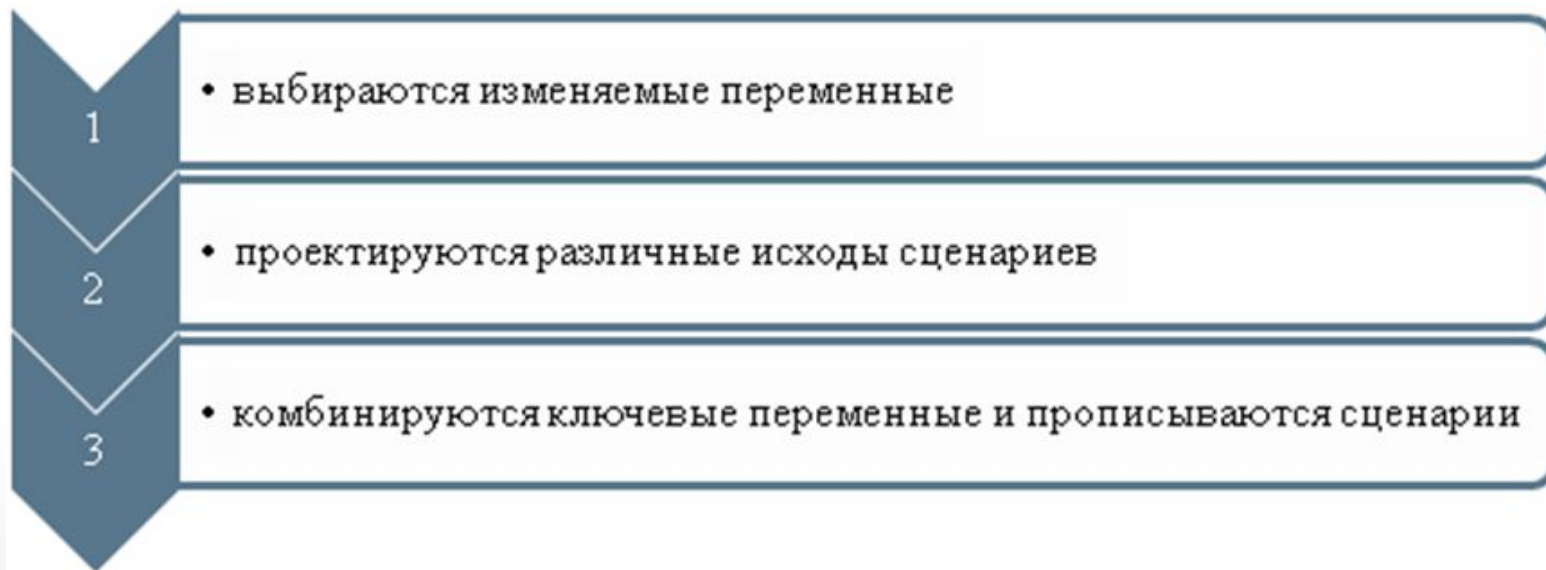 1
• выбираются изменяемые переменные
2
• проектируются различные исходы сценариев
3
• комбинируются ключевые переменные и прописываются сценарии